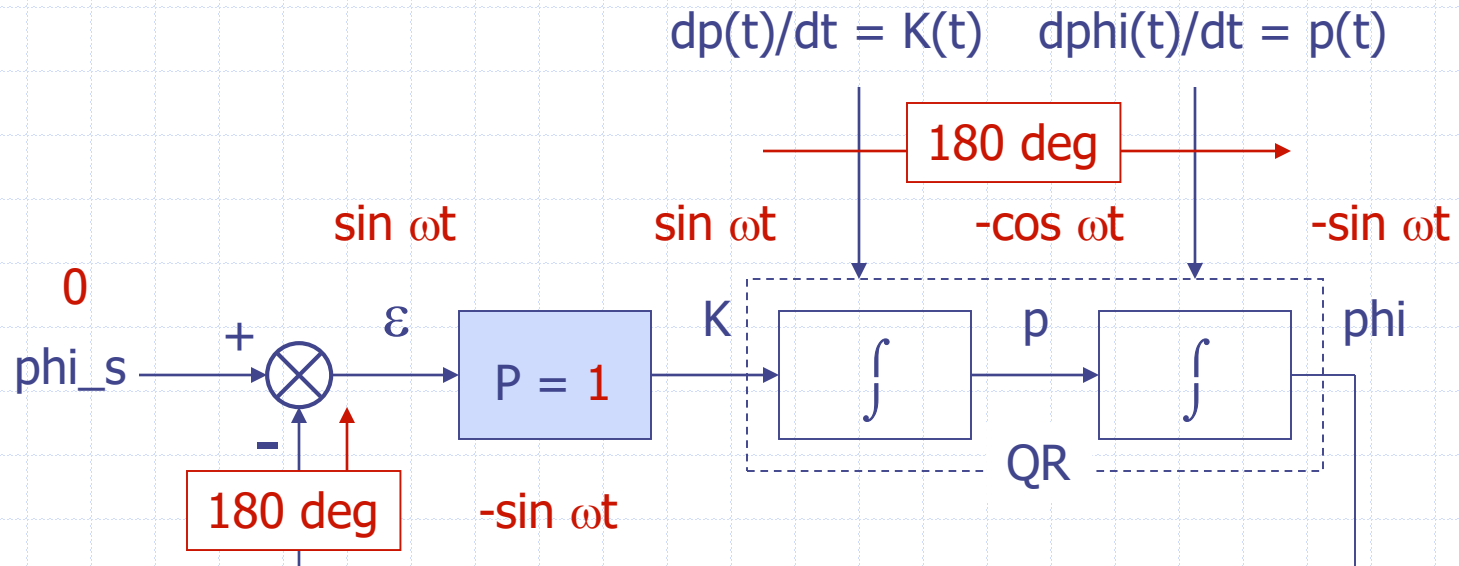 dp(t)/dt = K(t) dphi(t)/dt = p(t)
180 deg
sin ωt sin ωt -cos ωt -sin ωt
0
+ ε K p phi
phi_s P = 1 ∫ ∫
-
QR
180 deg -sin ωt